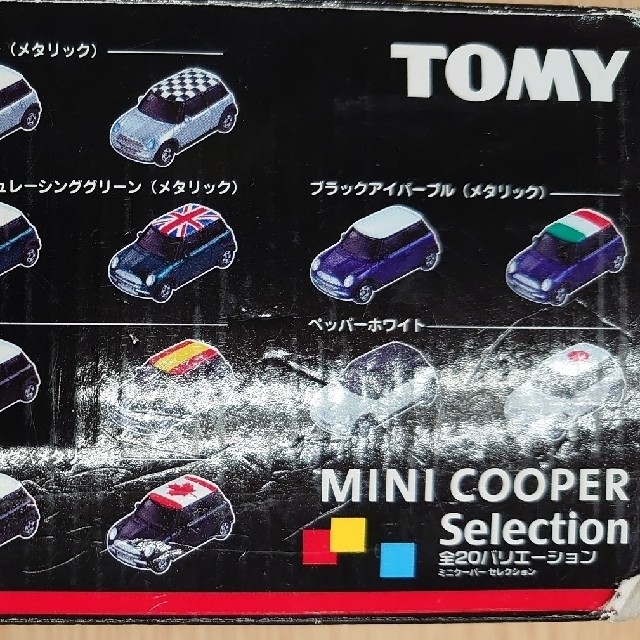 (メタリック)
TOMY
ュレーシンググリーン (メタリック)
ブラックアイパープル (メタリック)
ペッパーホワイト
MINI COOPER
Selection
全20バリエーション
ミニクーパー セレクション